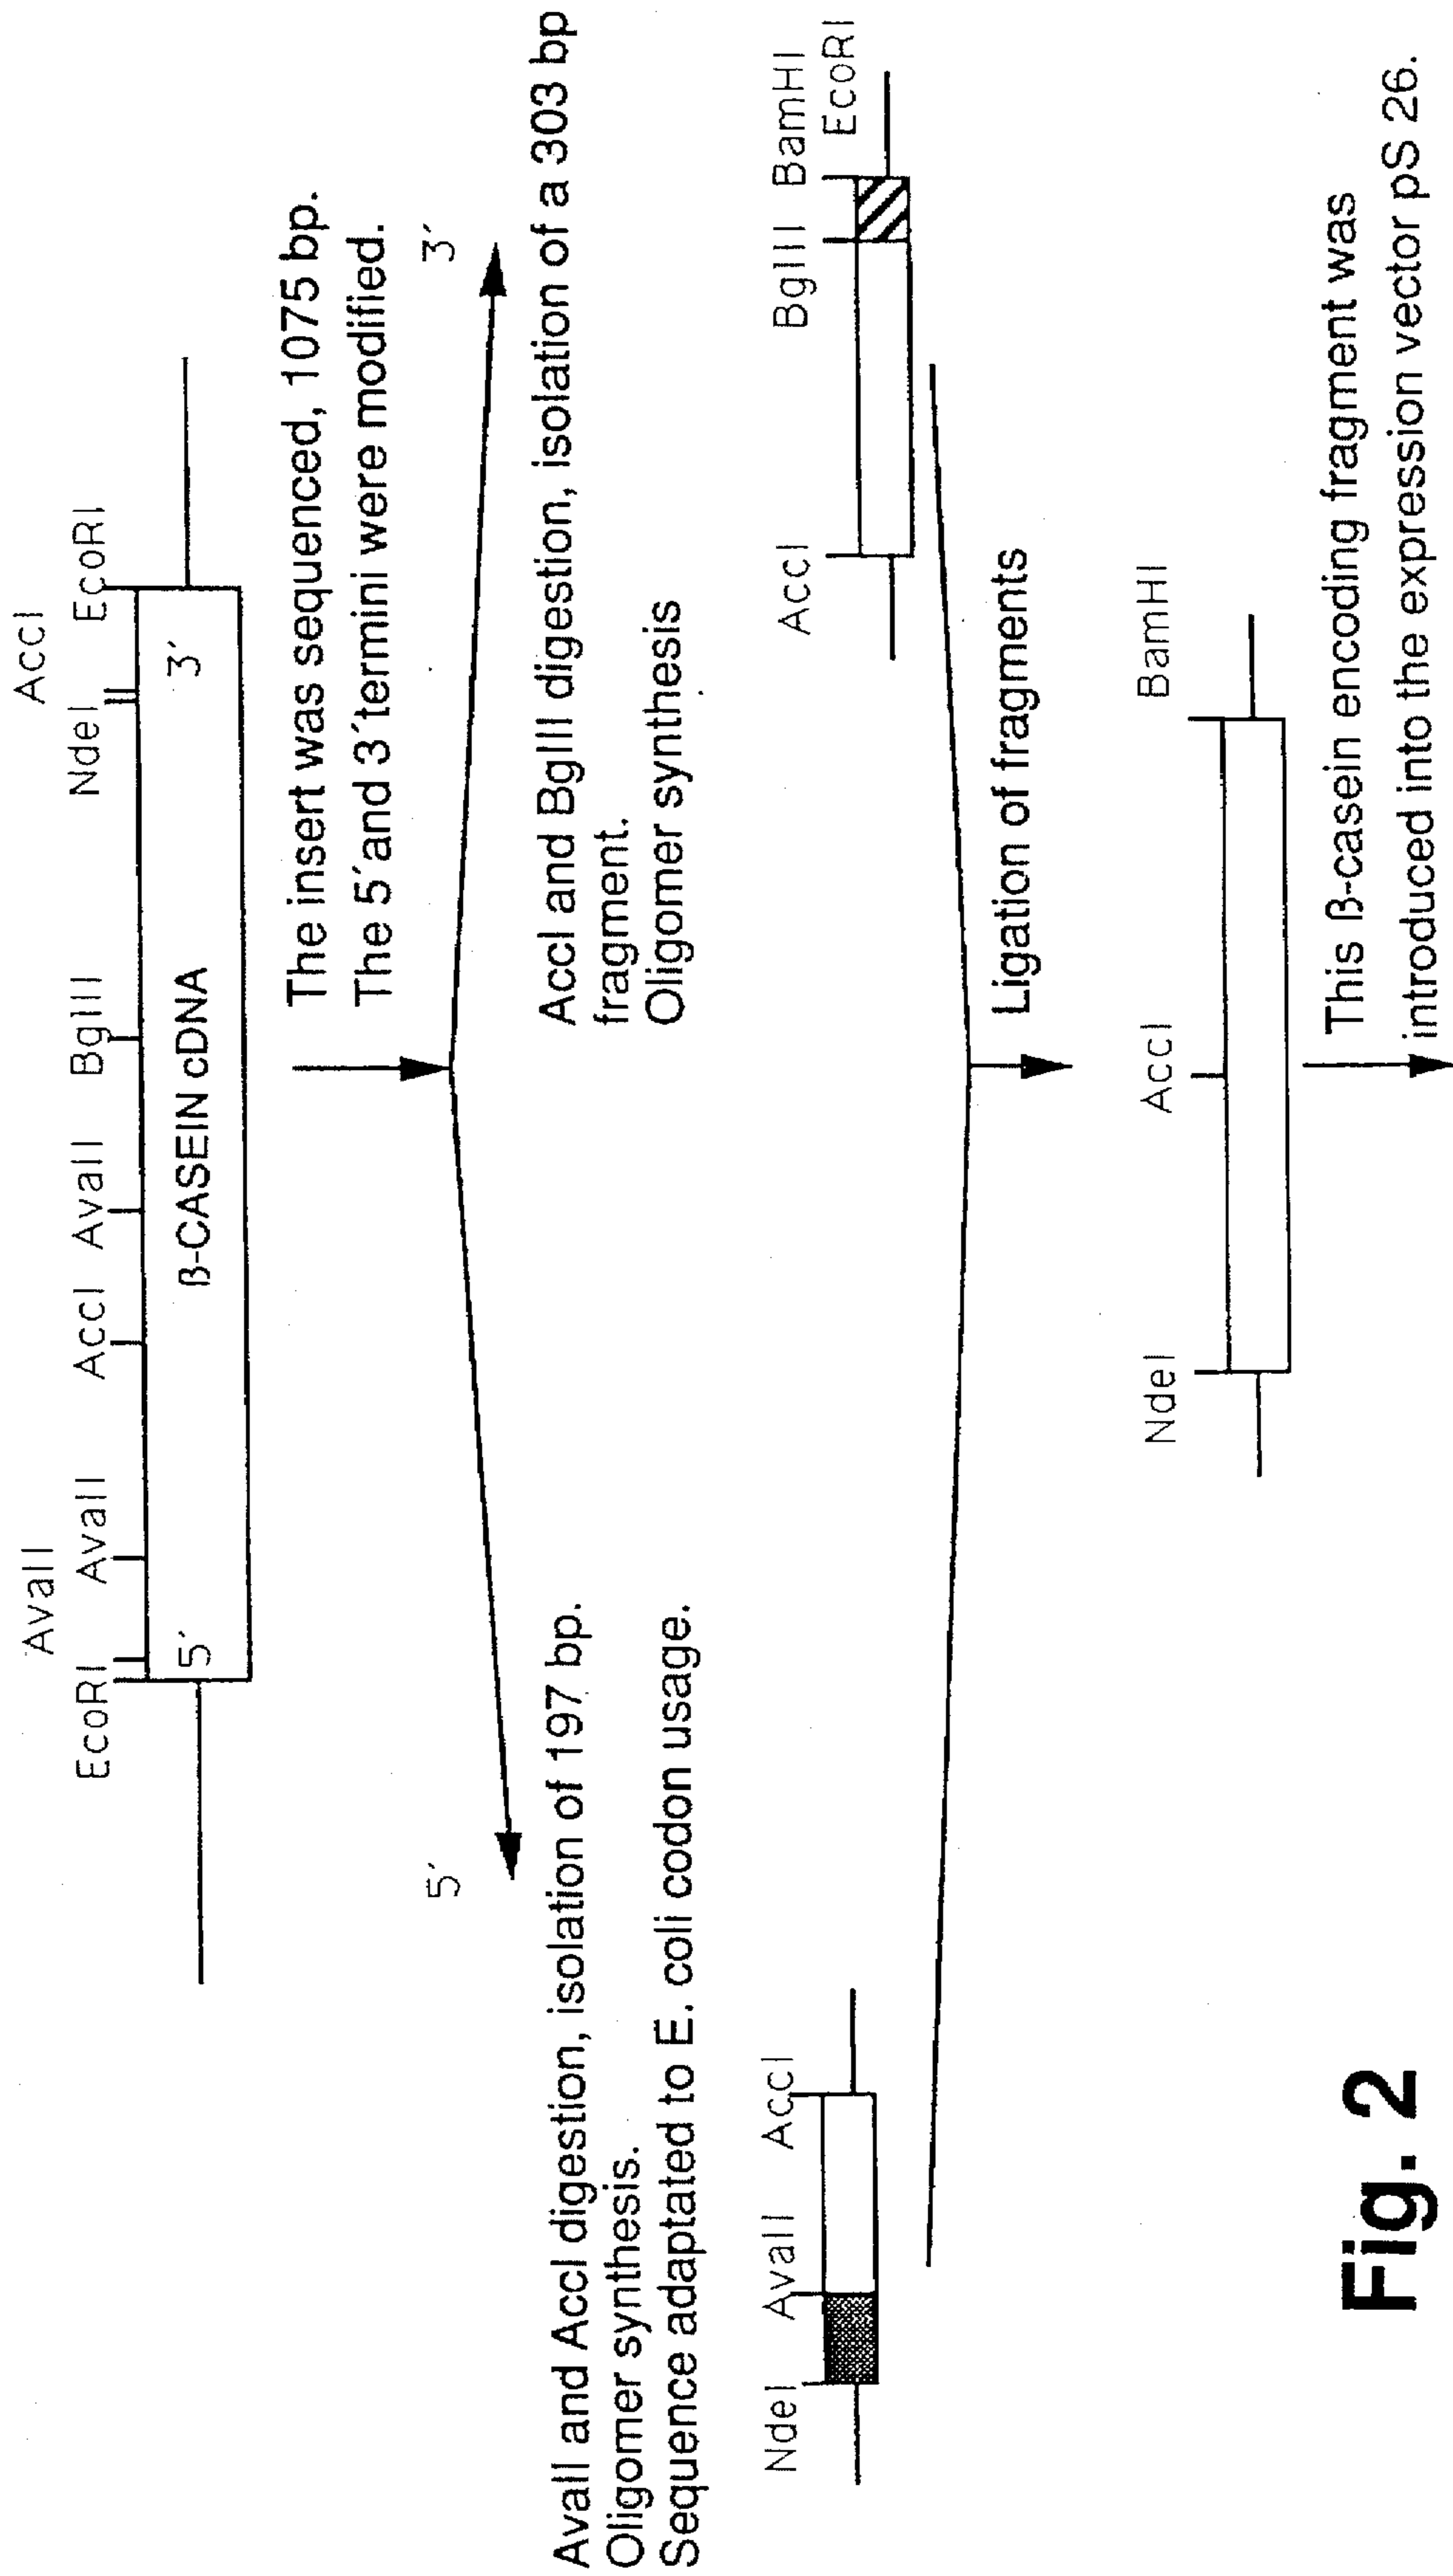 AvaII AccI
EcoRI AvaII AccI AvaII BglII NdeI EcoRI
5´ β-CASEIN cDNA 3´
The insert was sequenced, 1075 bp.
The 5´and 3´termini were modified.
5´ 3´
AvaII and AccI digestion, isolation of 197 bp.
Oligomer synthesis.
Sequence adaptated to E. coli codon usage.
AccI and BglII digestion, isolation of a 303 bp
fragment.
Oligomer synthesis
NdeI AvaII AccI
AccI BglII BamHI
EcoRI
Ligation of fragments
NdeI AccI BamHI
This β-casein encoding fragment was
introduced into the expression vector pS 26.
Fig. 2